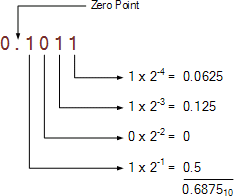 Zero Point
0.1011
1 x 2⁻⁴ = 0.0625
1 x 2⁻³ = 0.125
0 x 2⁻² = 0
1 x 2⁻¹ = 0.5
0.6875₁₀